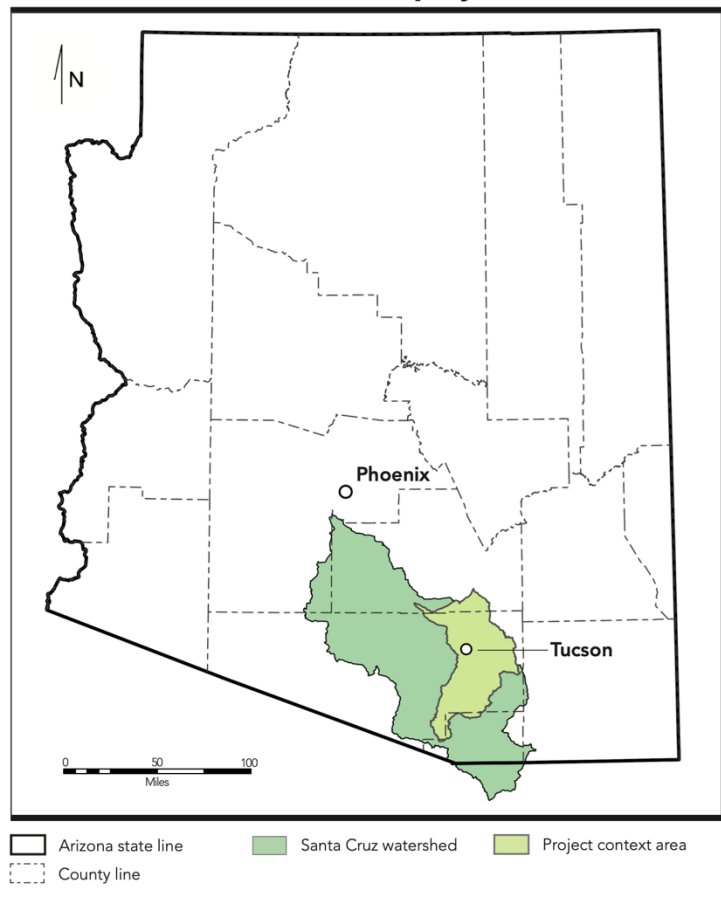 N
Phoenix
Tucson
0 50 100
Miles
Arizona state line
Santa Cruz watershed
Project context area
County line